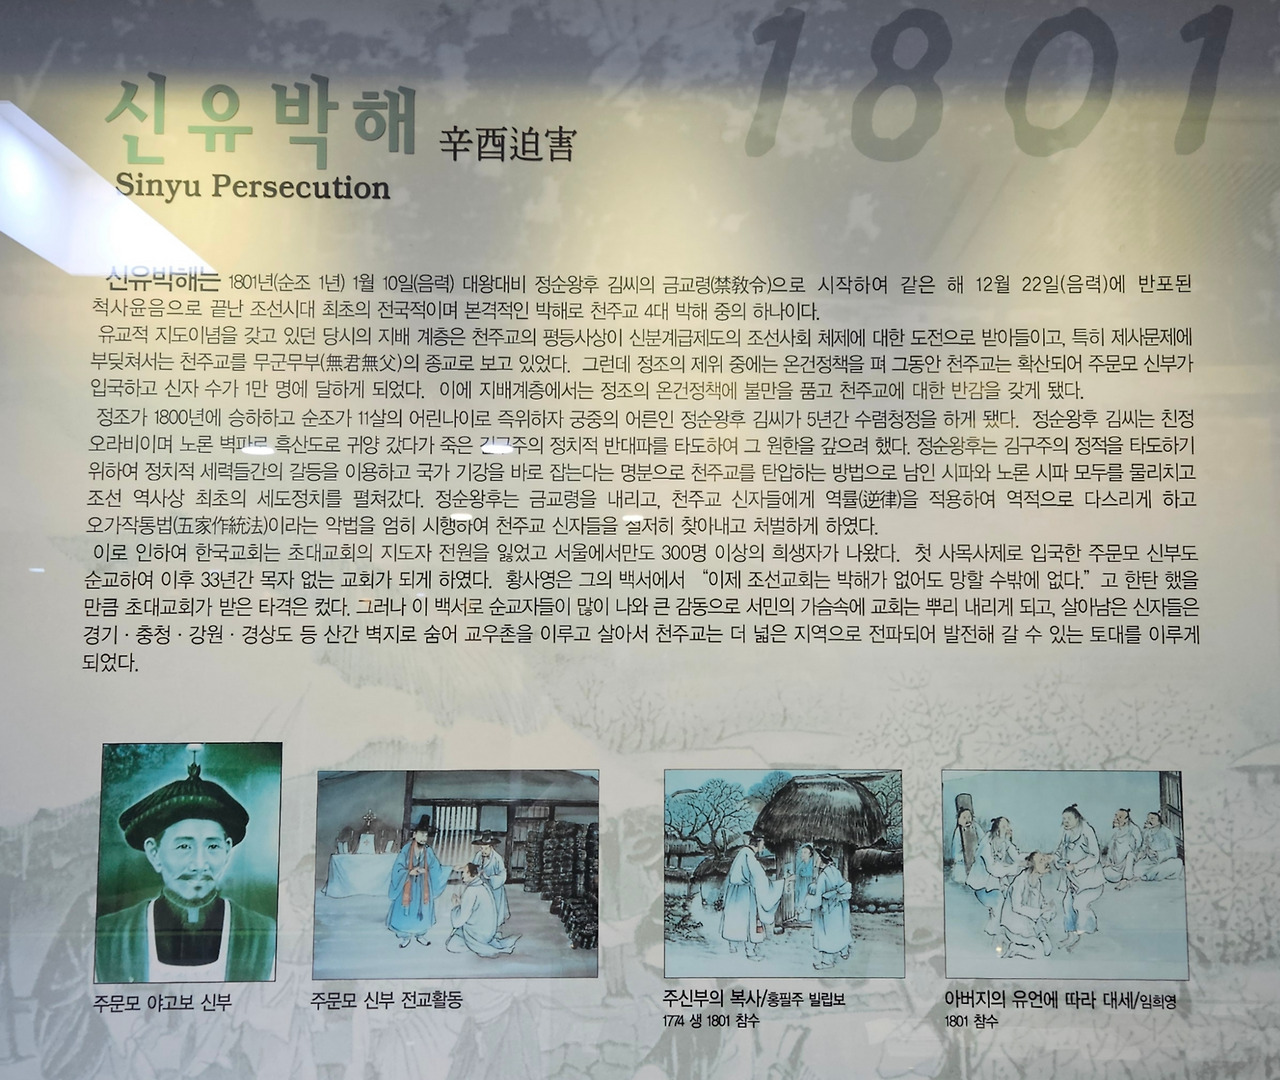 1801
신유박해 辛酉迫害
Sinyu Persecution
신유박해는 1801년(순조 1년) 1월 10일(음력) 대왕대비 정순왕후 김씨의 금교령(禁敎令)으로 시작하여 같은 해 12월 22일(음력)에 반포된
척사윤음으로 끝난 조선시대 최초의 전국적이며 본격적인 박해로 천주교 4대 박해 중의 하나이다.
유교적 지도이념을 갖고 있던 당시의 지배 계층은 천주교의 평등사상이 신분계급제도의 조선사회 체제에 대한 도전으로 받아들이고, 특히 제사문제에
부딪쳐서는 천주교를 무군무부(無君無父)의 종교로 보고 있었다. 그런데 정조의 제위 중에는 온건정책을 펴 그동안 천주교는 확산되어 주문모 신부가
입국하고 신자 수가 1만 명에 달하게 되었다. 이에 지배계층에서는 정조의 온건정책에 불만을 품고 천주교에 대한 반감을 갖게 됐다.
정조가 1800년에 승하하고 순조가 11살의 어린나이로 즉위하자 궁중의 어른인 정순왕후 김씨가 5년간 수렴청정을 하게 됐다. 정순왕후 김씨는 친정
오라비이며 노론 벽파로 흑산도로 귀양 갔다가 죽은 김구주의 정치적 반대파를 타도하여 그 원한을 갚으려 했다. 정순왕후는 김구주의 정적을 타도하기
위하여 정치적 세력들간의 갈등을 이용하고 국가 기강을 바로 잡는다는 명분으로 천주교를 탄압하는 방법으로 남인 시파와 노론 시파 모두를 물리치고
조선 역사상 최초의 세도정치를 펼쳐갔다. 정순왕후는 금교령을 내리고, 천주교 신자들에게 역률(逆律)을 적용하여 역적으로 다스리게 하고
오가작통법(五家作統法)이라는 악법을 엄히 시행하여 천주교 신자들을 철저히 찾아내고 처벌하게 하였다.
이로 인하여 한국교회는 초대교회의 지도자 전원을 잃었고 서울에서만도 300명 이상의 희생자가 나왔다. 첫 사목사제로 입국한 주문모 신부도
순교하여 이후 33년간 목자 없는 교회가 되게 하였다. 황사영은 그의 백서에서 “이제 조선교회는 박해가 없어도 망할 수밖에 없다.” 고 한탄 했을
만큼 초대교회가 받은 타격은 컸다. 그러나 이 백서로 순교자들이 많이 나와 큰 감동으로 서민의 가슴속에 교회는 뿌리 내리게 되고, 살아남은 신자들은
경기 · 충청 · 강원 · 경상도 등 산간 벽지로 숨어 교우촌을 이루고 살아서 천주교는 더 넓은 지역으로 전파되어 발전해 갈 수 있는 토대를 이루게
되었다.
주문모 야고보 신부
주문모 신부 전교활동
주신부의 복사/홍필주 빌립보
1774 생 1801 참수
아버지의 유언에 따라 대세/임희영
1801 참수